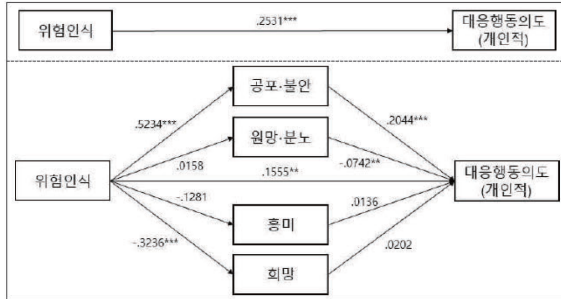 위험인식
.2531***
대응행동의도
(개인적)
공포·불안
.5234***
.2044***
원망·분노
.0158
-.0742**
위험인식
.1555**
대응행동의도
(개인적)
-.1281
.0136
흥미
-.3236***
.0202
희망